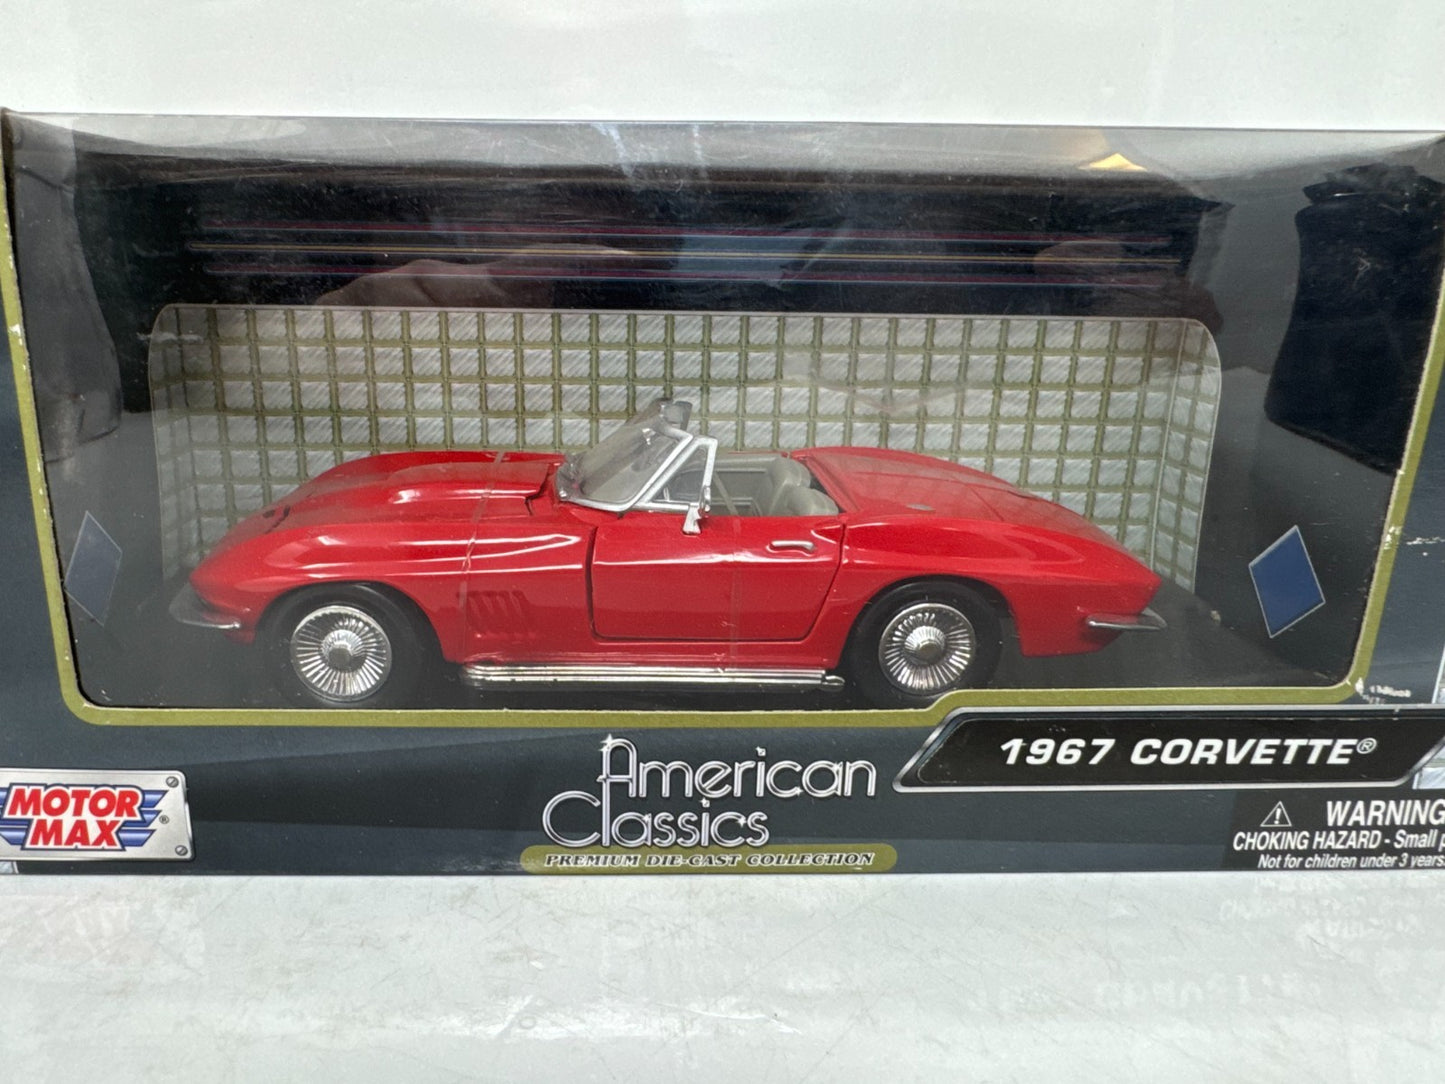 1967 CORVETTE®
MOTOR
MAX®
American
Classics
PREMIUM DIE-CAST COLLECTION
WARNING
CHOKING HAZARD - Small
Not for children under 3 years